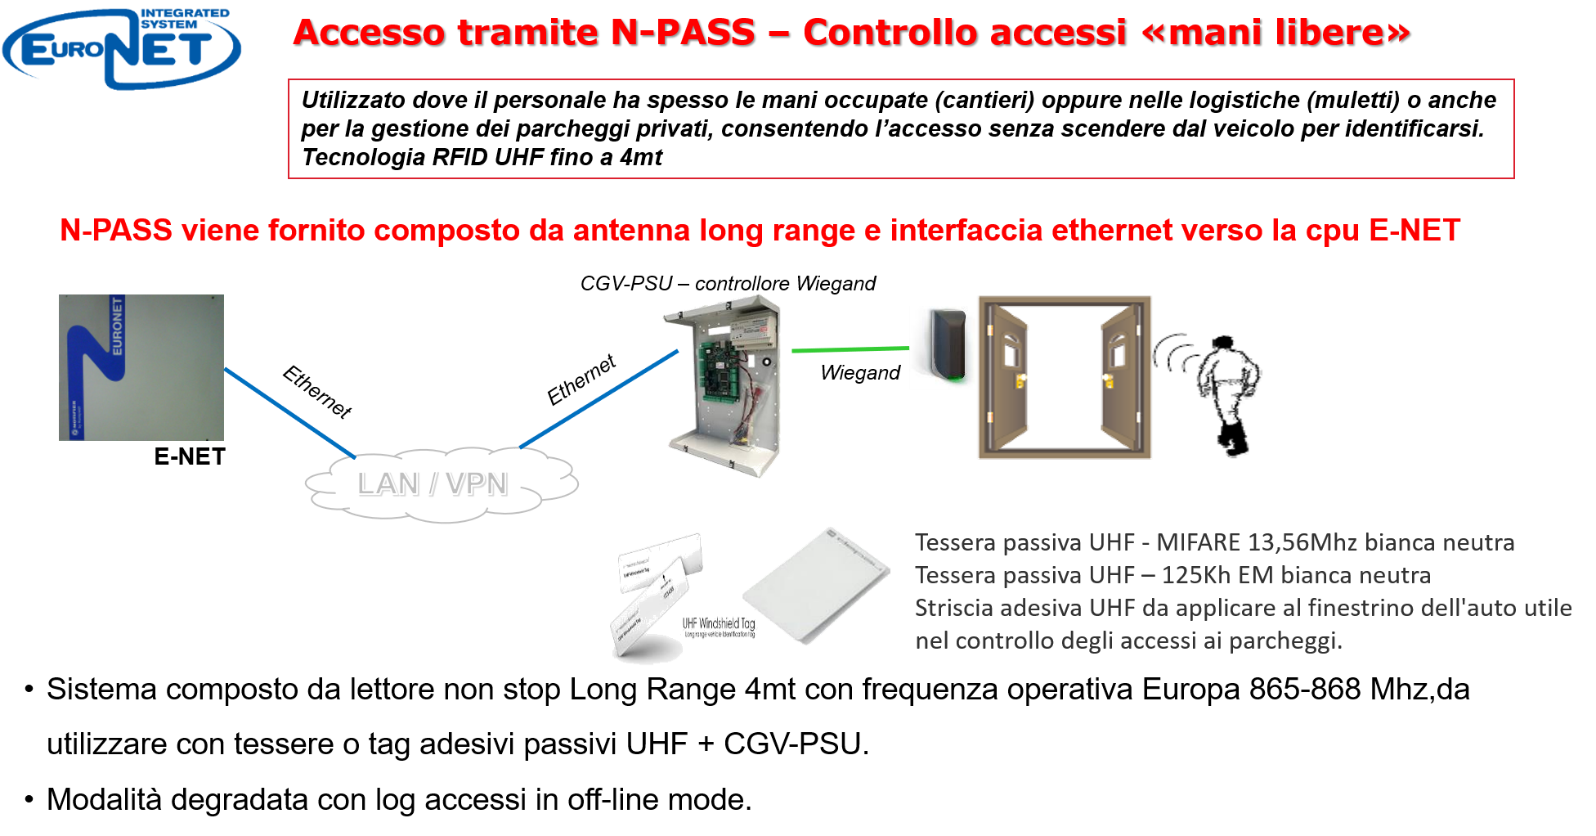 INTEGRATED
SYSTEM
EURONET
Accesso tramite N-PASS – Controllo accessi «mani libere»
Utilizzato dove il personale ha spesso le mani occupate (cantieri) oppure nelle logistiche (muletti) o anche
per la gestione dei parcheggi privati, consentendo l’accesso senza scendere dal veicolo per identificarsi.
Tecnologia RFID UHF fino a 4mt
N-PASS viene fornito composto da antenna long range e interfaccia ethernet verso la cpu E-NET
CGV-PSU – controllore Wiegand
EURONET
Ethernet
Ethernet
Wiegand
E-NET
LAN / VPN
UHF Windshield Tag
Long range vehicle identification tag
Tessera passiva UHF - MIFARE 13,56Mhz bianca neutra
Tessera passiva UHF – 125Kh EM bianca neutra
Striscia adesiva UHF da applicare al finestrino dell'auto utile
nel controllo degli accessi ai parcheggi.
• Sistema composto da lettore non stop Long Range 4mt con frequenza operativa Europa 865-868 Mhz,da
utilizzare con tessere o tag adesivi passivi UHF + CGV-PSU.
• Modalità degradata con log accessi in off-line mode.